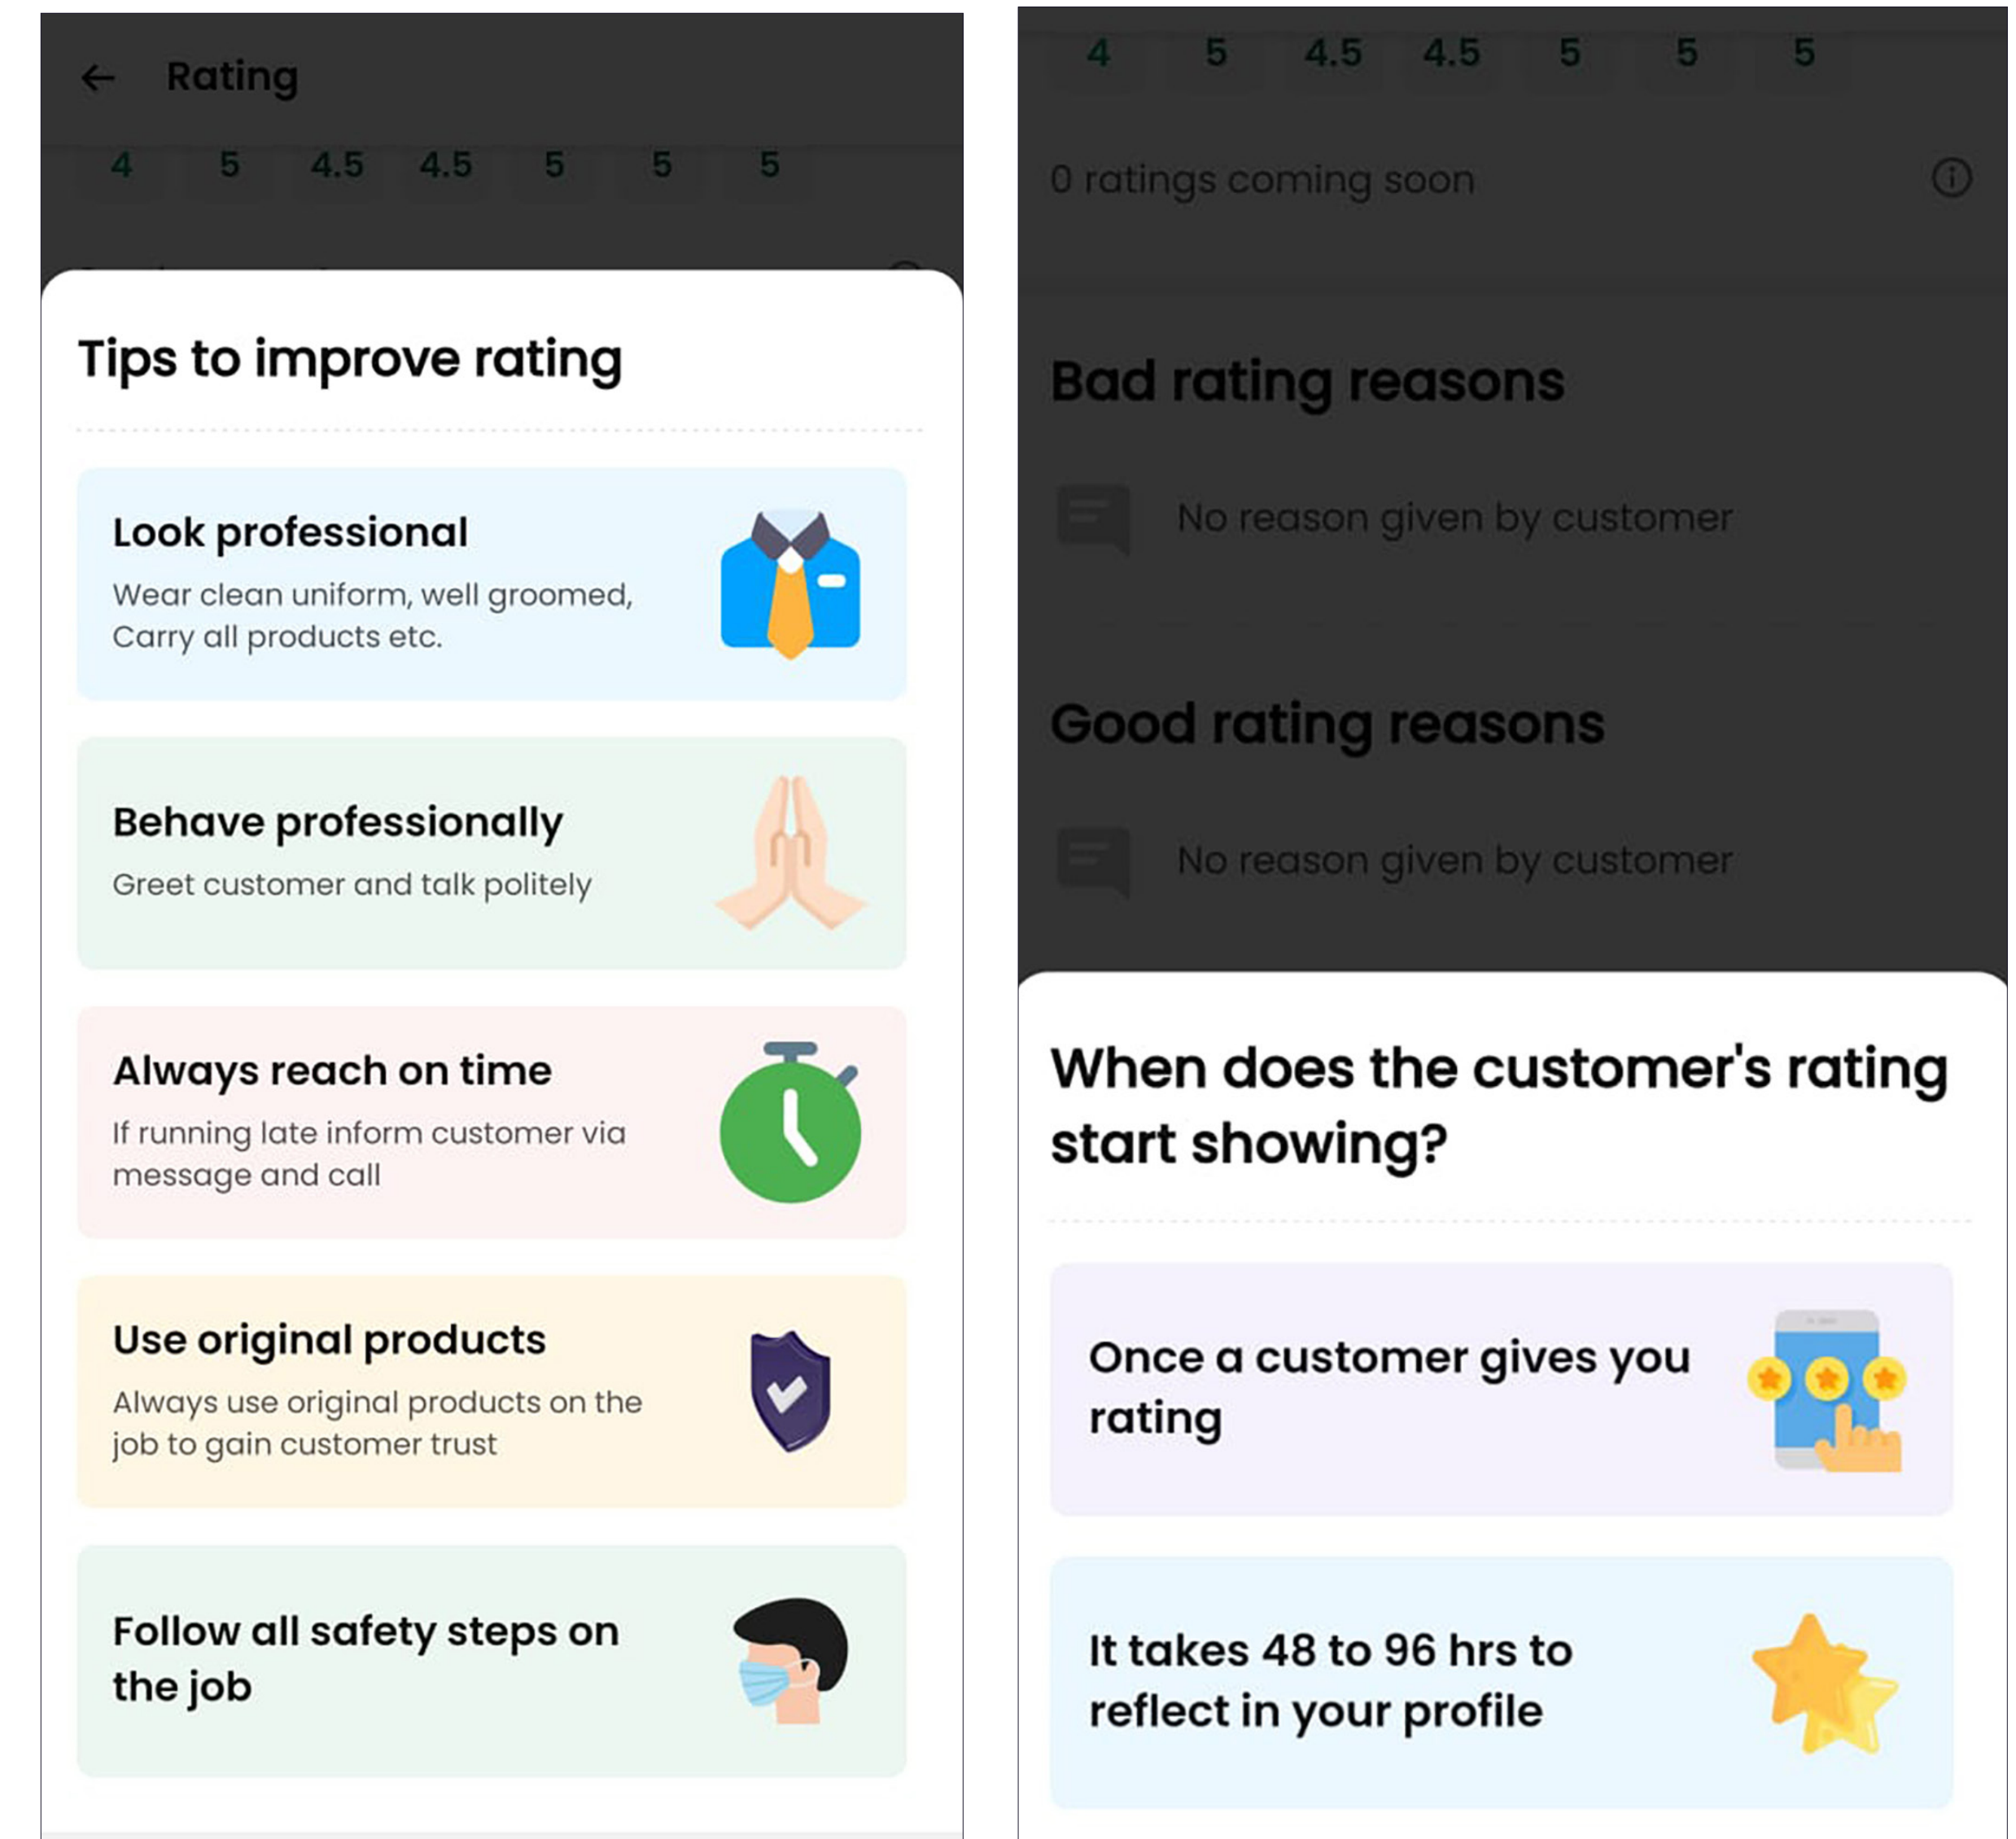 Rating
4 5 4.5 4.5 5 5 5
Tips to improve rating
Look professional
Wear clean uniform, well groomed,
Carry all products etc.
Behave professionally
Greet customer and talk politely
Always reach on time
If running late inform customer via
message and call
Use original products
Always use original products on the
job to gain customer trust
Follow all safety steps on
the job
4 5 4.5 4.5 5 5 5
0 ratings coming soon
Bad rating reasons
No reason given by customer
Good rating reasons
No reason given by customer
When does the customer's rating
start showing?
Once a customer gives you
rating
It takes 48 to 96 hrs to
reflect in your profile